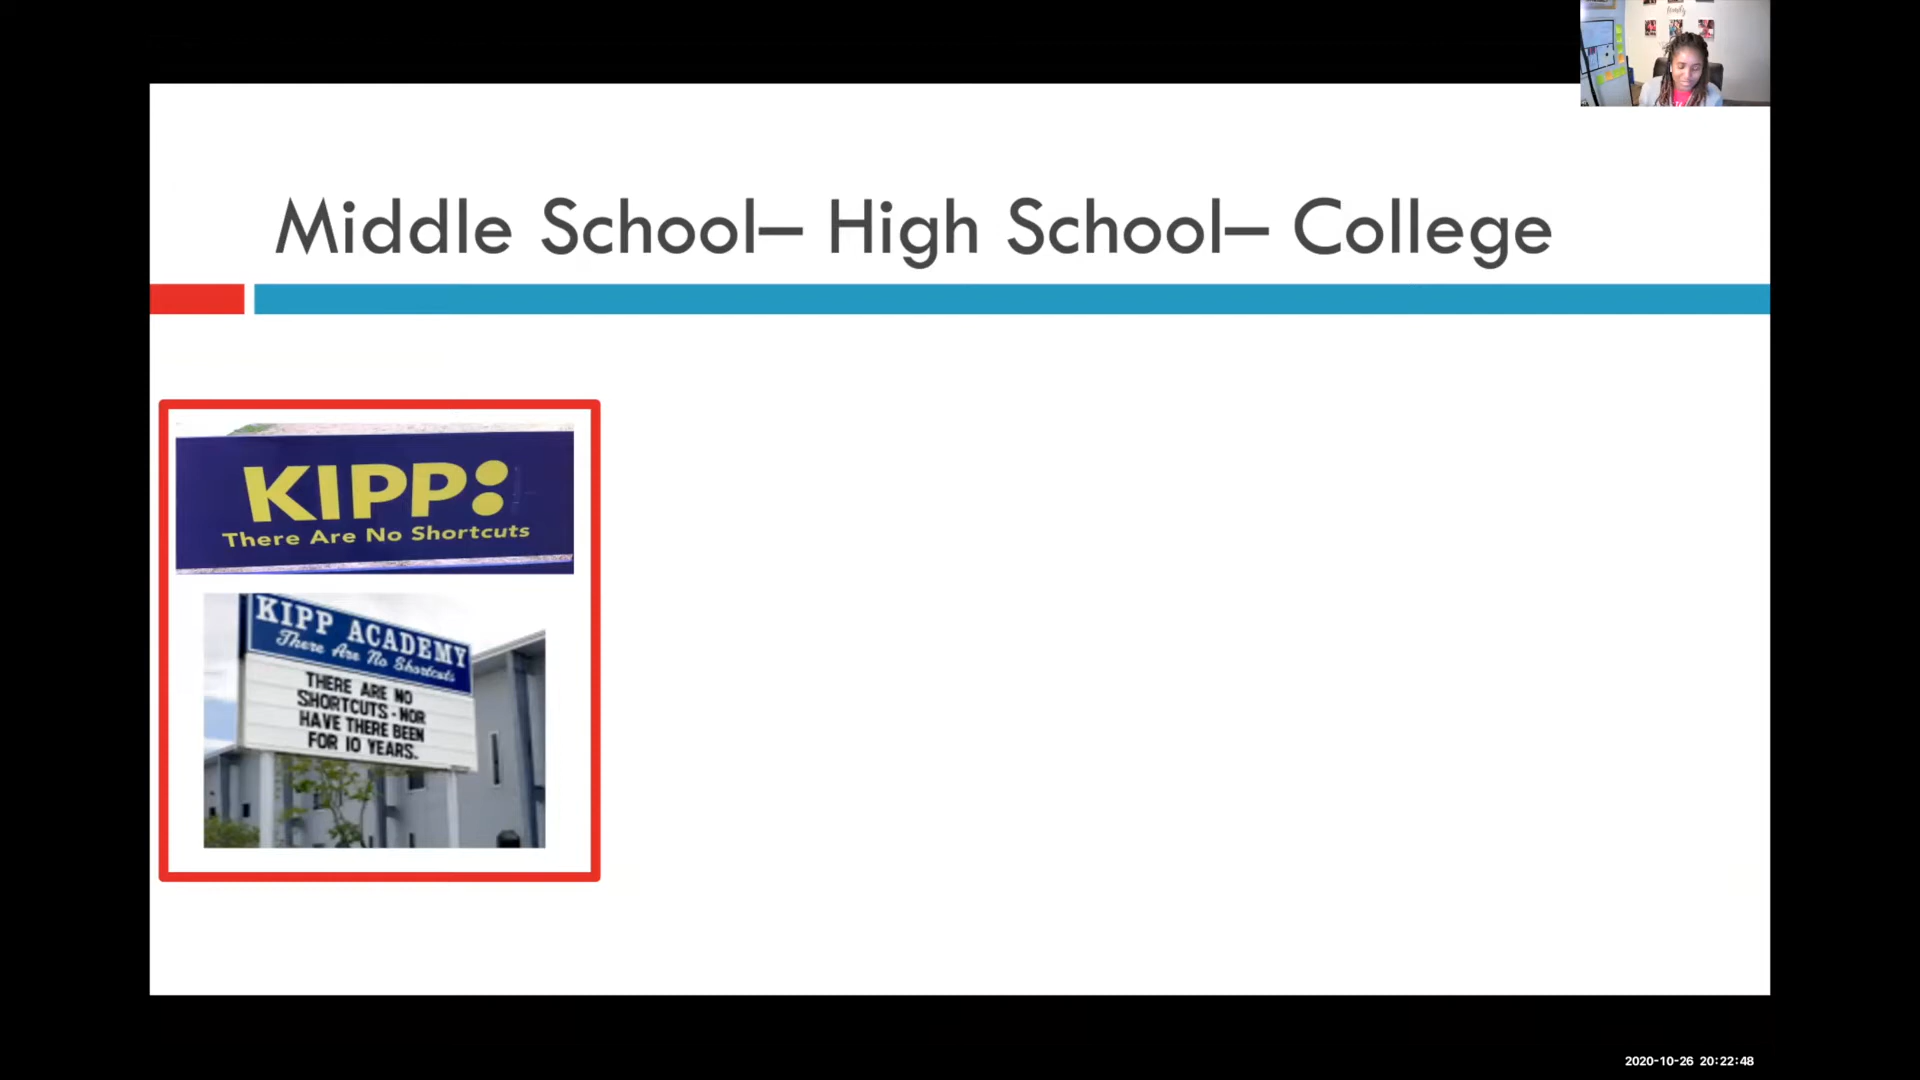 Middle School– High School– College
KIPP:
There Are No Shortcuts
KIPP ACADEMY
There Are No Shortcuts
THERE ARE NO
SHORTCUTS - NOR
HAVE THERE BEEN
FOR 10 YEARS.
2020-10-26 20:22:48